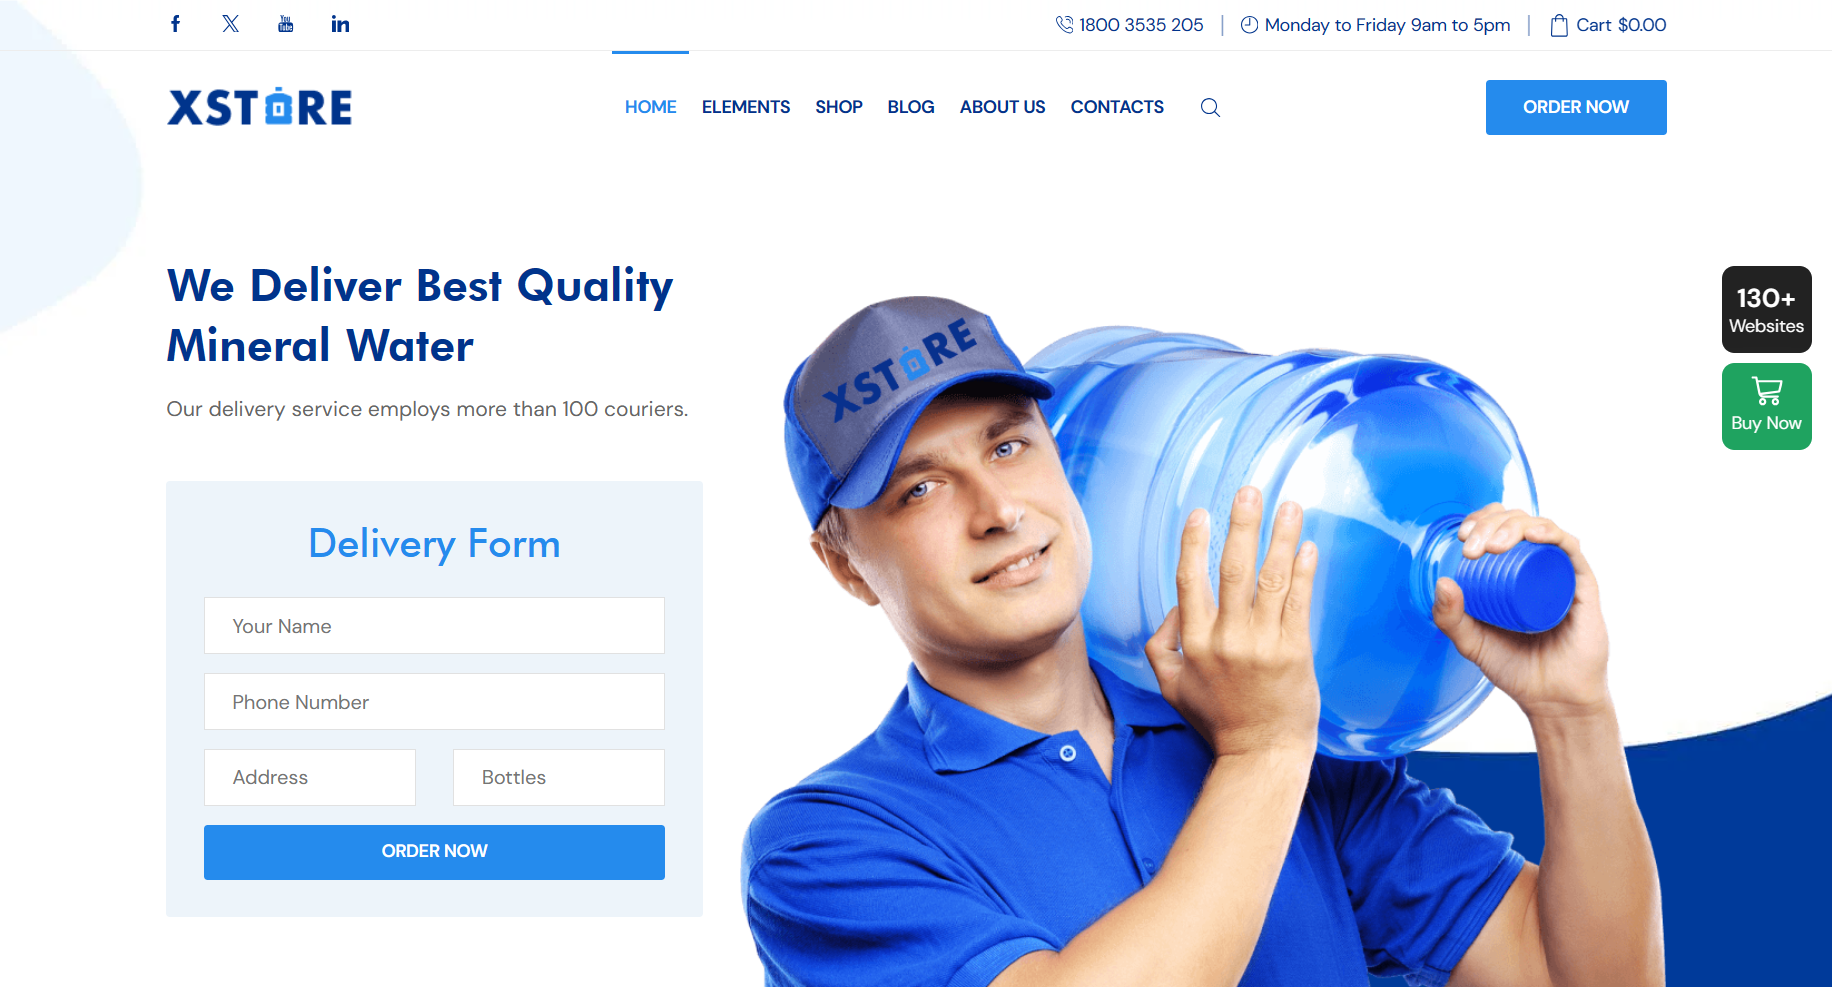 1800 3535 205
Monday to Friday 9am to 5pm
Cart $0.00
XSTORE
HOME
ELEMENTS
SHOP
BLOG
ABOUT US
CONTACTS
ORDER NOW
We Deliver Best Quality
Mineral Water
Our delivery service employs more than 100 couriers.
Delivery Form
Your Name
Phone Number
Address
Bottles
ORDER NOW
XSTORE
130+
Websites
Buy Now